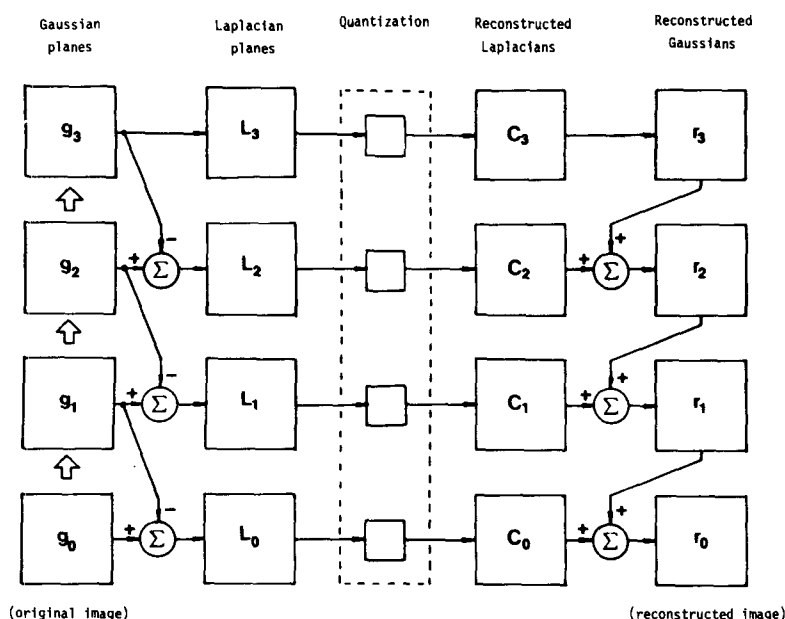 Gaussian planes
Laplacian planes
Quantization
Reconstructed Laplacians
Reconstructed Gaussians
g3
L3
C3
r3
−
+
+
Σ
g2
L2
C2
+
Σ
r2
−
+
+
Σ
g1
L1
C1
+
Σ
r1
−
+
+
Σ
g0
L0
C0
+
Σ
r0
(original image)
(reconstructed image)